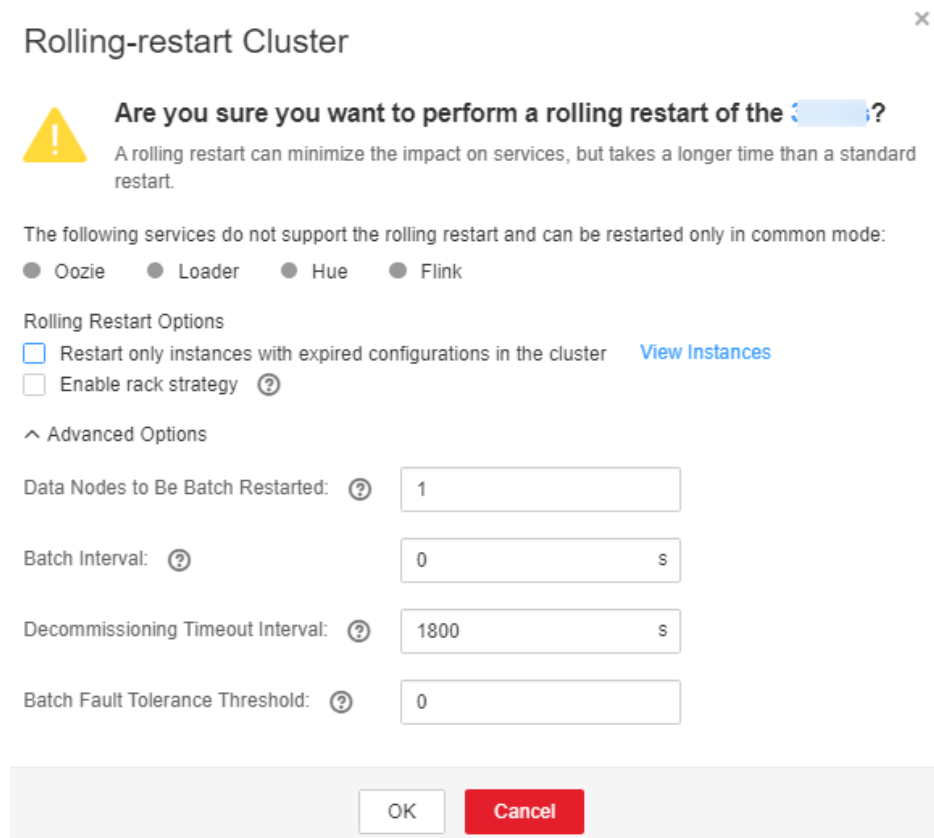 Rolling-restart Cluster
Are you sure you want to perform a rolling restart of the ?
A rolling restart can minimize the impact on services, but takes a longer time than a standard
restart.
The following services do not support the rolling restart and can be restarted only in common mode:
Oozie Loader Hue Flink
Rolling Restart Options
Restart only instances with expired configurations in the cluster View Instances
Enable rack strategy ?
Advanced Options
Data Nodes to Be Batch Restarted: ? 1
Batch Interval: ? 0 s
Decommissioning Timeout Interval: ? 1800 s
Batch Fault Tolerance Threshold: ? 0
OK Cancel